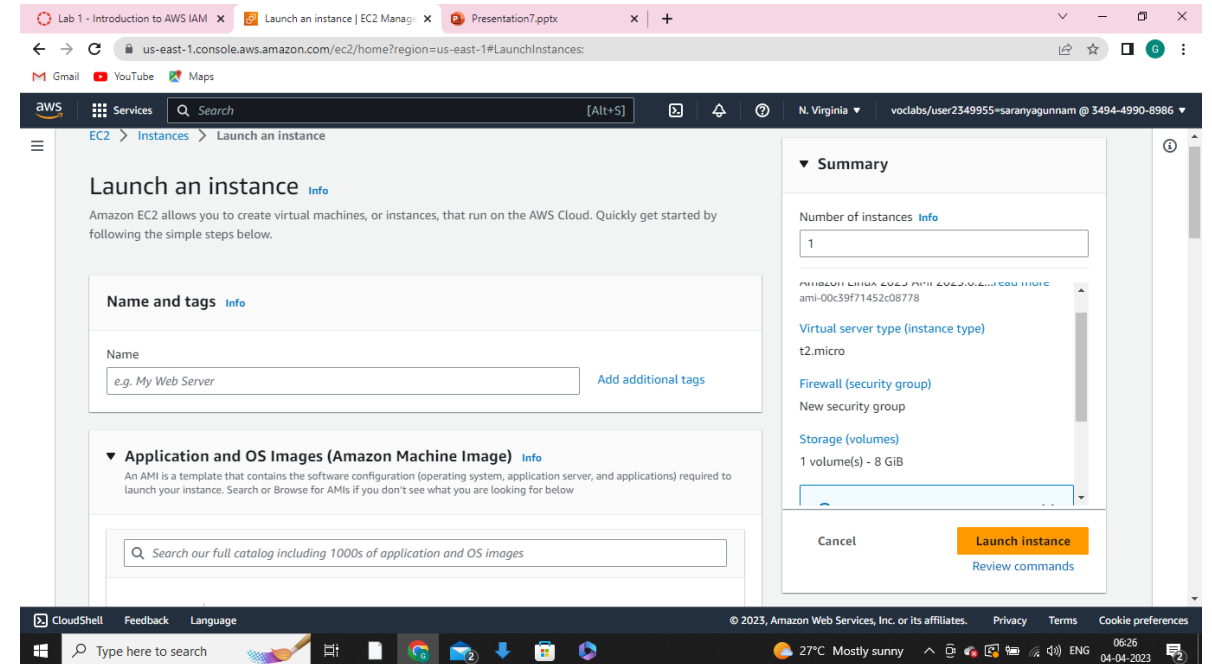 Lab 1 - Introduction to AWS IAM
Launch an instance | EC2 Manag
Presentation7.pptx
us-east-1.console.aws.amazon.com/ec2/home?region=us-east-1#LaunchInstances:
G
Gmail
YouTube
Maps
aws
Services
Search
[Alt+S]
N. Virginia
voclabs/user2349955=saranyagunnam @ 3494-4990-8986
EC2 > Instances > Launch an instance
Launch an instance Info
Amazon EC2 allows you to create virtual machines, or instances, that run on the AWS Cloud. Quickly get started by
following the simple steps below.
Name and tags Info
Name
e.g. My Web Server
Add additional tags
Application and OS Images (Amazon Machine Image) Info
An AMI is a template that contains the software configuration (operating system, application server, and applications) required to
launch your instance. Search or Browse for AMIs if you don't see what you are looking for below
Search our full catalog including 1000s of application and OS images
Summary
Number of instances Info
1
Amazon Linux 2023 AMI 2023.0.2...read more
ami-00c39f71452c08778
Virtual server type (instance type)
t2.micro
Firewall (security group)
New security group
Storage (volumes)
1 volume(s) - 8 GiB
Cancel
Launch instance
Review commands
CloudShell
Feedback
Language
© 2023, Amazon Web Services, Inc. or its affiliates.
Privacy
Terms
Cookie preferences
Type here to search
27°C Mostly sunny
ENG
06:26
04-04-2023
2